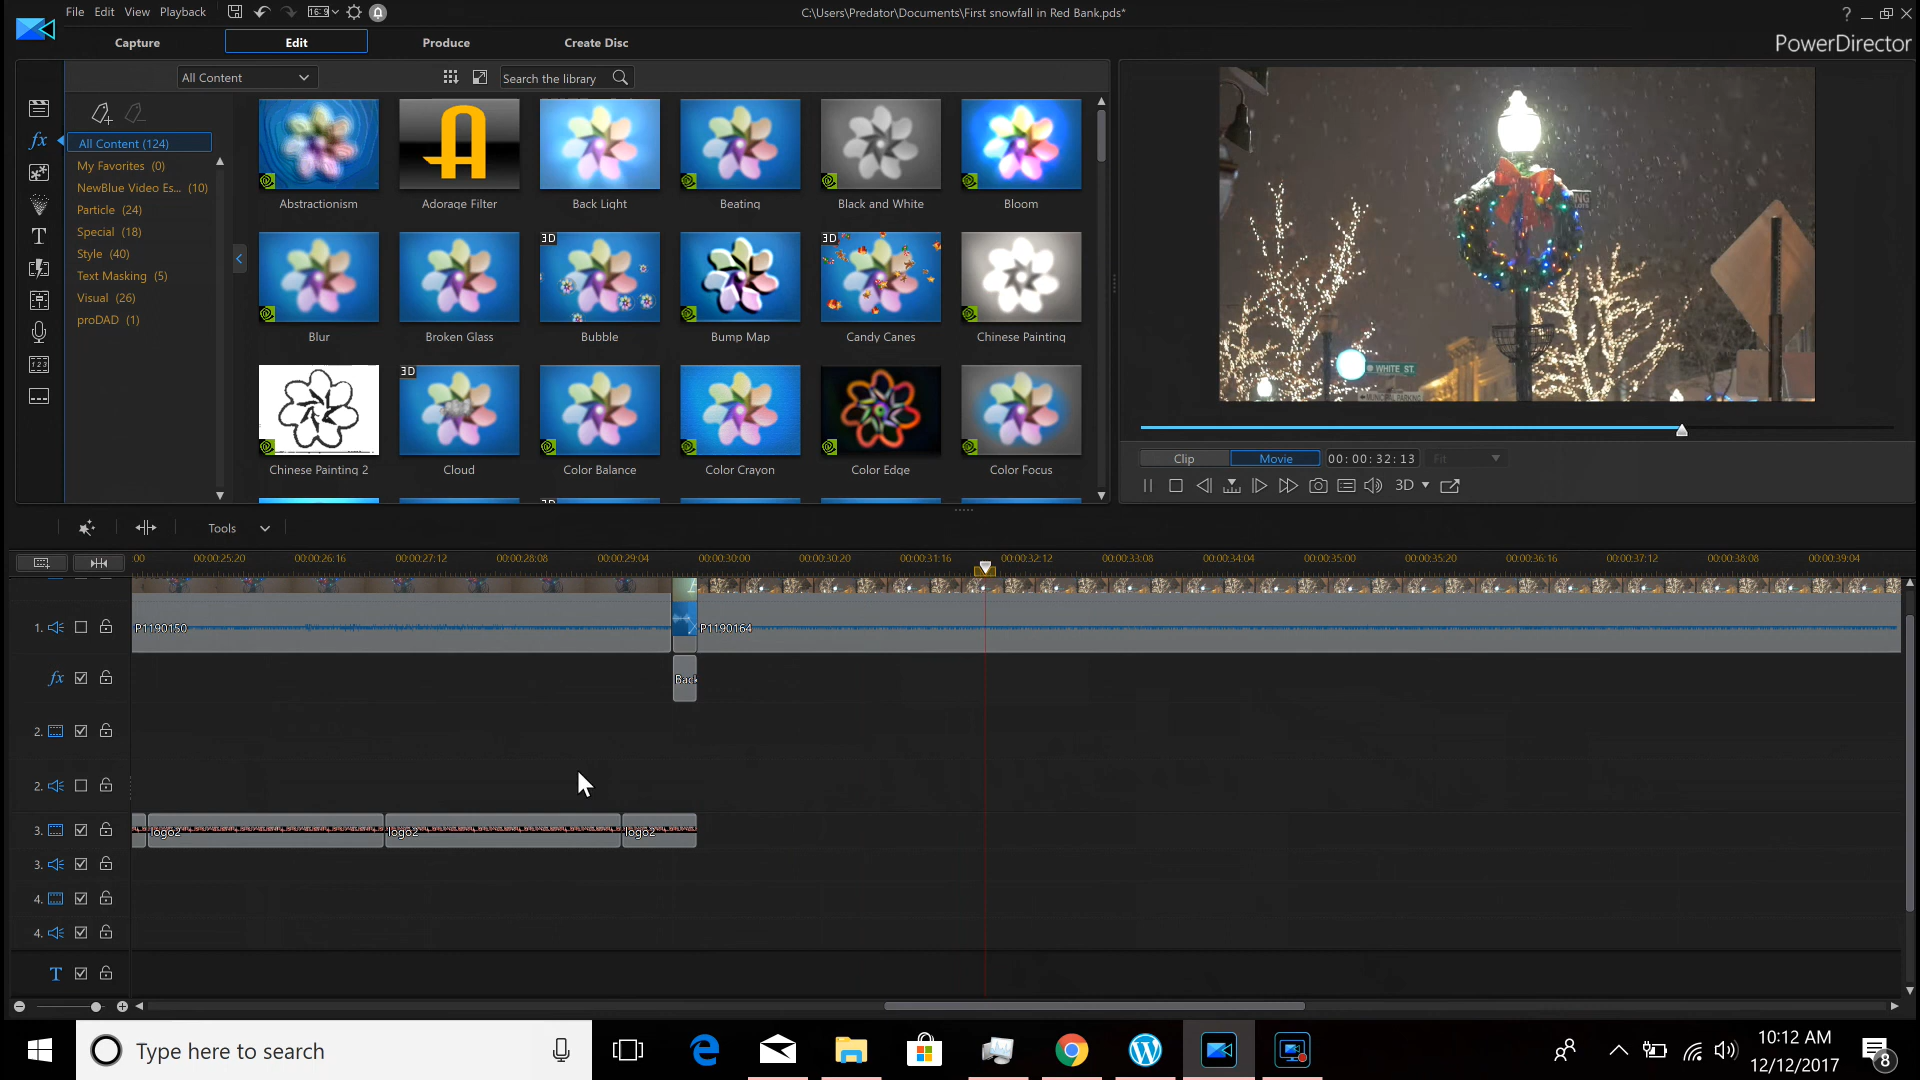 File Edit View Playback 16:9 C:\Users\Predator\Documents\First snowfall in Red Bank.pds* ?
Capture Edit Produce Create Disc PowerDirector
All Content Search the library
All Content (124)
My Favorites (0)
NewBlue Video Es... (10)
Particle (24)
Special (18)
Style (40)
Text Masking (5)
Visual (26)
proDAD (1)
fx
T
Abstractionism Adorage Filter Back Light Beating Black and White Bloom
3D 3D
Blur Broken Glass Bubble Bump Map Candy Canes Chinese Painting
3D
Chinese Painting 2 Cloud Color Balance Color Crayon Color Edge Color Focus
WHITE ST.
MUNICIPAL PARKING
Clip Movie 00:00:32:13 Fit
3D
Tools
:00 00:00:25:20 00:00:26:16 00:00:27:12 00:00:28:08 00:00:29:04 00:00:30:00 00:00:30:20 00:00:31:16 00:00:32:12 00:00:33:08 00:00:34:04 00:00:35:00 00:00:35:20 00:00:36:16 00:00:37:12 00:00:38:08 00:00:39:04
1. P1190150 P1190164
fx Back
2.
2.
3. logo2 logo2 logo2
3.
4.
4.
T
Type here to search
10:12 AM
12/12/2017
8